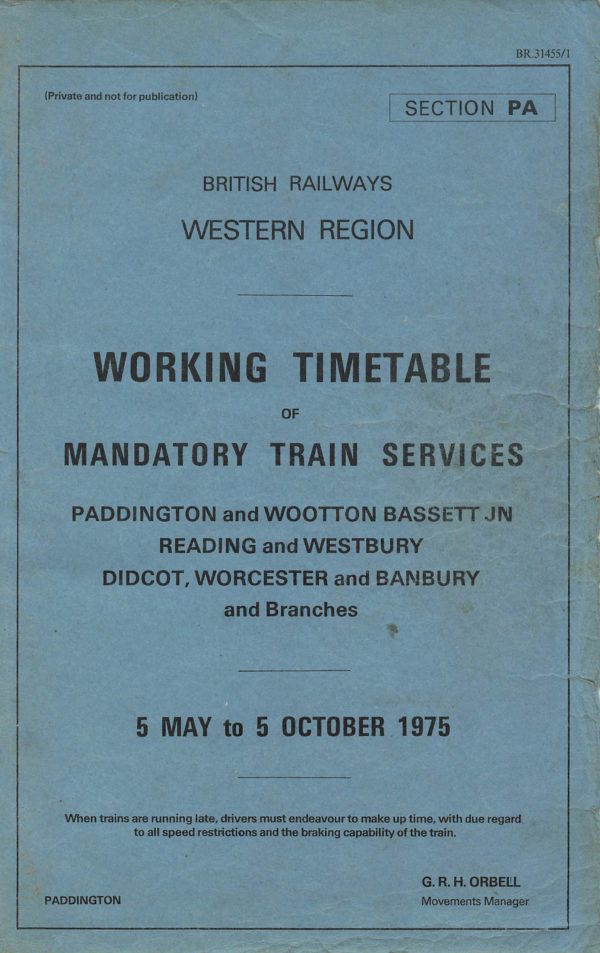 BR.31455/1
(Private and not for publication)
SECTION PA
BRITISH RAILWAYS
WESTERN REGION
WORKING TIMETABLE
OF
MANDATORY TRAIN SERVICES
PADDINGTON and WOOTTON BASSETT JN
READING and WESTBURY
DIDCOT, WORCESTER and BANBURY
and Branches
5 MAY to 5 OCTOBER 1975
When trains are running late, drivers must endeavour to make up time, with due regard
to all speed restrictions and the braking capability of the train.
G. R. H. ORBELL
PADDINGTON
Movements Manager